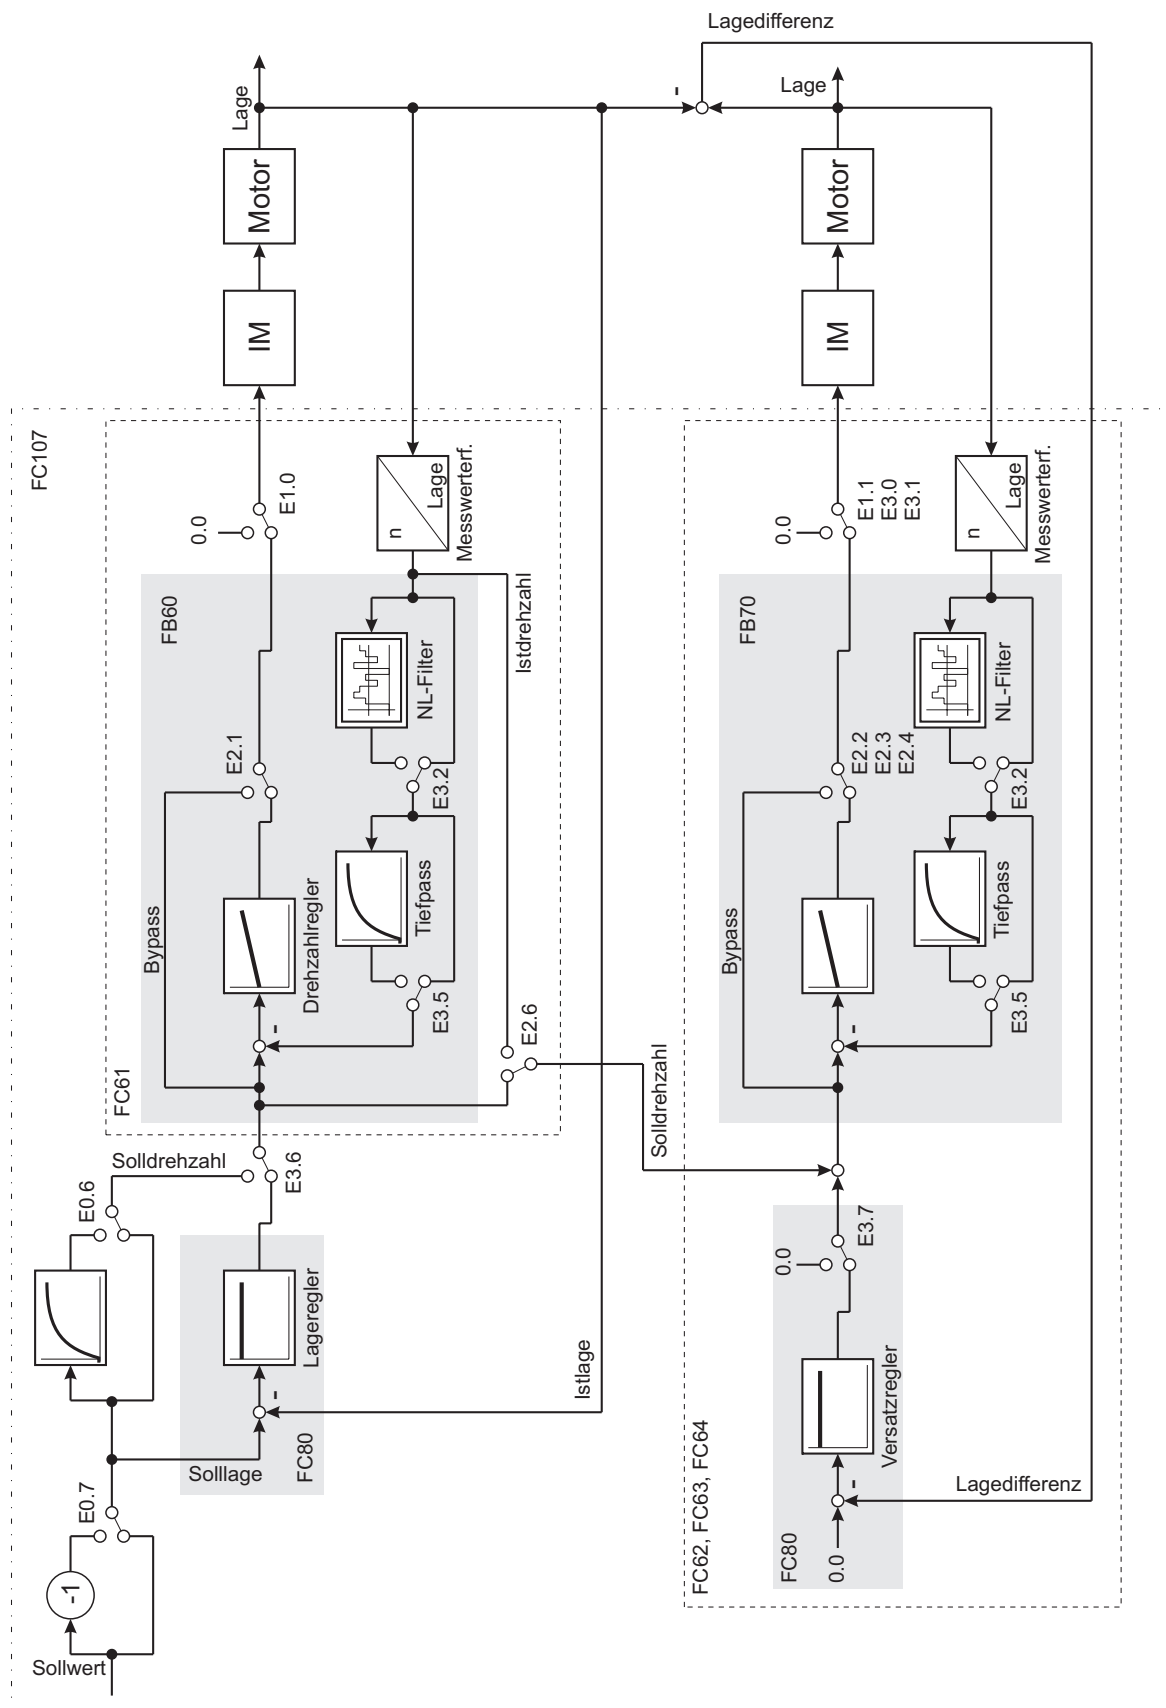 Lagedifferenz
Lage
-
Lage
Motor
Motor
IM
IM
FC107
0.0
E1.0
n
Lage
Messwerterf.
0.0
E1.1
E3.0
E3.1
n
Lage
Messwerterf.
FB60
NL-Filter
Istdrehzahl
FB70
NL-Filter
E2.1
E3.2
E2.2
E2.3
E2.4
E3.2
Bypass
Drehzahlregler
Tiefpass
Bypass
Tiefpass
-
E3.5
E2.6
-
E3.5
FC61
Solldrehzahl
Solldrehzahl
E3.6
E0.6
0.0
E3.7
Lageregler
-
Istlage
Versatzregler
Solllage
FC80
E0.7
-
Lagedifferenz
FC62, FC63, FC64
FC80
0.0
-1
Sollwert